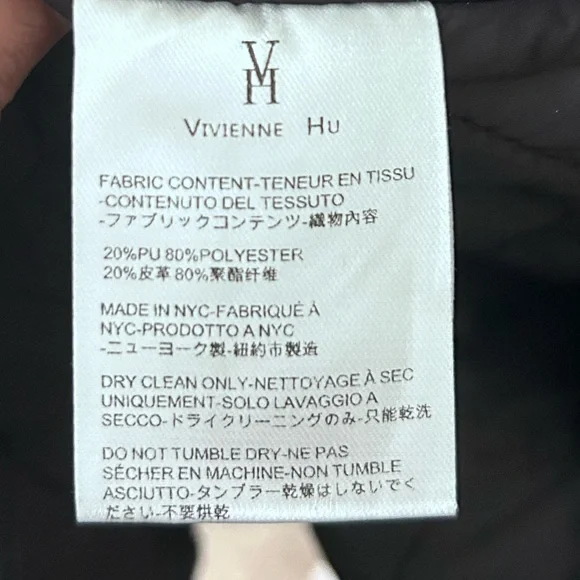 VH
VIVIENNE HU
FABRIC CONTENT-TENEUR EN TISSU
-CONTENUTO DEL TESSUTO
-ファブリックコンテンツ-織物內容
20%PU 80%POLYESTER
20%皮革 80%聚酯纤维
MADE IN NYC-FABRIQUÉ À
NYC-PRODOTTO A NYC
-ニューヨーク製-紐約市製造
DRY CLEAN ONLY-NETTOYAGE À SEC
UNIQUEMENT-SOLO LAVAGGIO A
SECCO-ドライクリーニングのみ-只能乾洗
DO NOT TUMBLE DRY-NE PAS
SÉCHER EN MACHINE-NON TUMBLE
ASCIUTTO-タンブラー乾燥はしないでく
ださい-不要烘乾